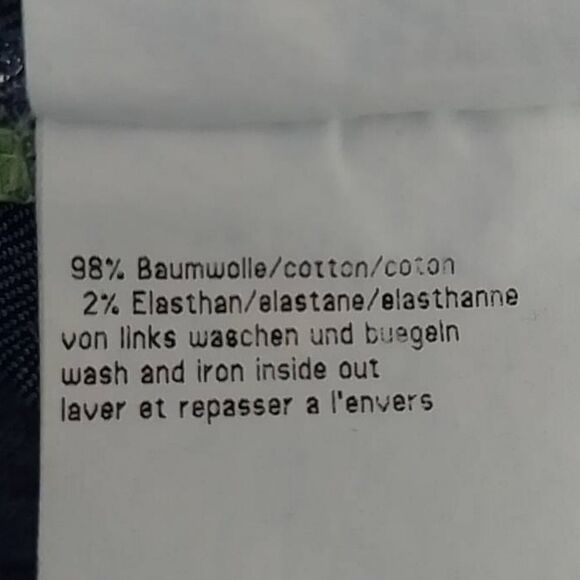 98% Baumwolle/cotton/coton
2% Elasthan/elastane/elasthanne
von links waschen und buegeln
wash and iron inside out
laver et repasser a l'envers